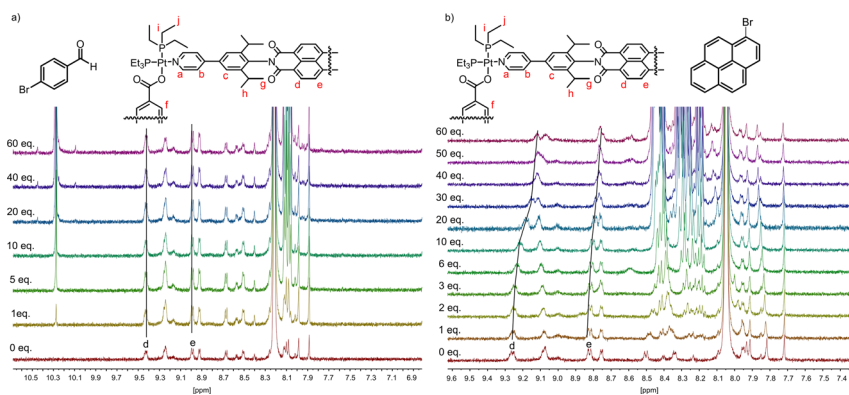 a)
i
j
Et₃P Pt N
P
O
a
b
c
h
g
f
d
e
O
N
O
O
H
Br
O
60 eq.
40 eq.
20 eq.
10 eq.
5 eq.
1eq.
0 eq.
d
e
10.5 10.3 10.1 9.9 9.7 9.5 9.3 9.1 8.9 8.7 8.5 8.3 8.1 7.9 7.7 7.5 7.3 7.1 6.9
[ppm]
b)
i
j
Et₃P Pt N
P
O
a
b
c
h
g
f
d
e
O
N
O
O
Br
60 eq.
50 eq.
40 eq.
30 eq.
20 eq.
10 eq.
6 eq.
3 eq.
2 eq.
1 eq.
0 eq.
d
e
9.6 9.5 9.4 9.3 9.2 9.1 9.0 8.9 8.8 8.7 8.6 8.5 8.4 8.3 8.2 8.1 8.0 7.9 7.8 7.7 7.6 7.5 7.4
[ppm]